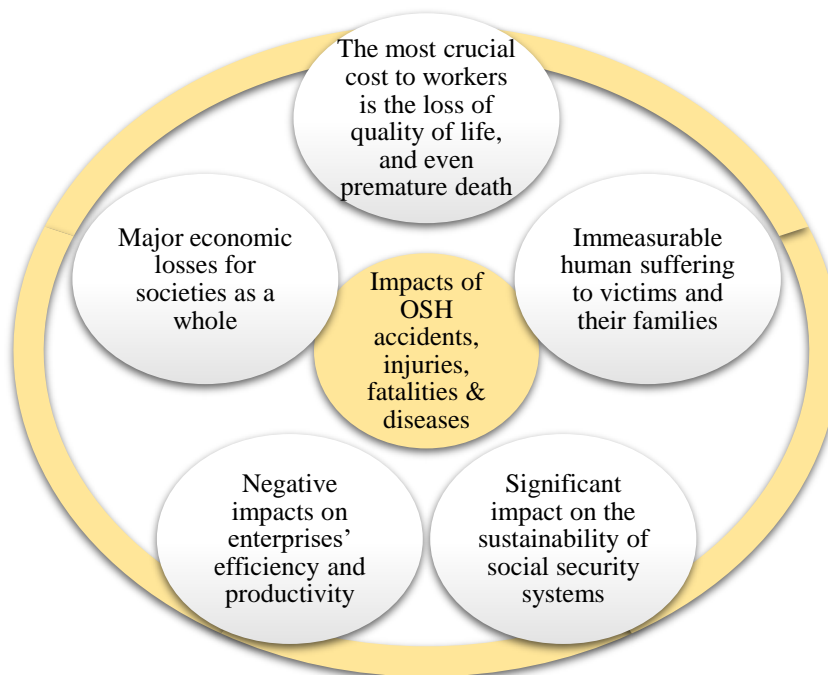 The most crucial
cost to workers
is the loss of
quality of life,
and even
premature death
Immeasurable
human suffering
to victims and
their families
Significant
impact on the
sustainability of
social security
systems
Negative
impacts on
enterprises’
efficiency and
productivity
Major economic
losses for
societies as a
whole
Impacts of
OSH
accidents,
injuries,
fatalities &
diseases